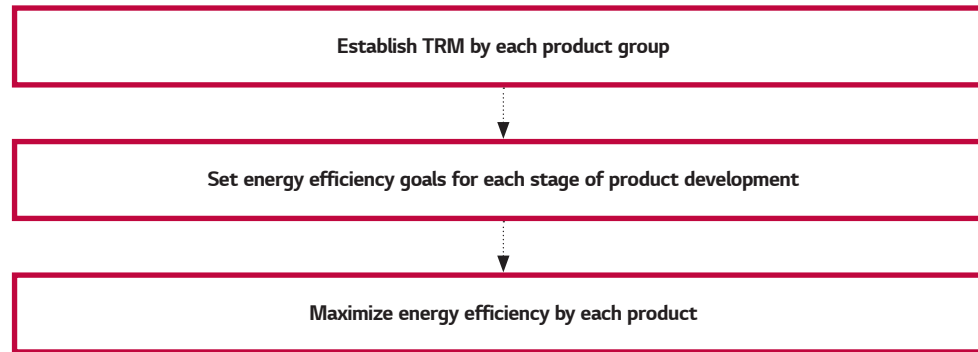 Establish TRM by each product group
Set energy efficiency goals for each stage of product development
Maximize energy efficiency by each product